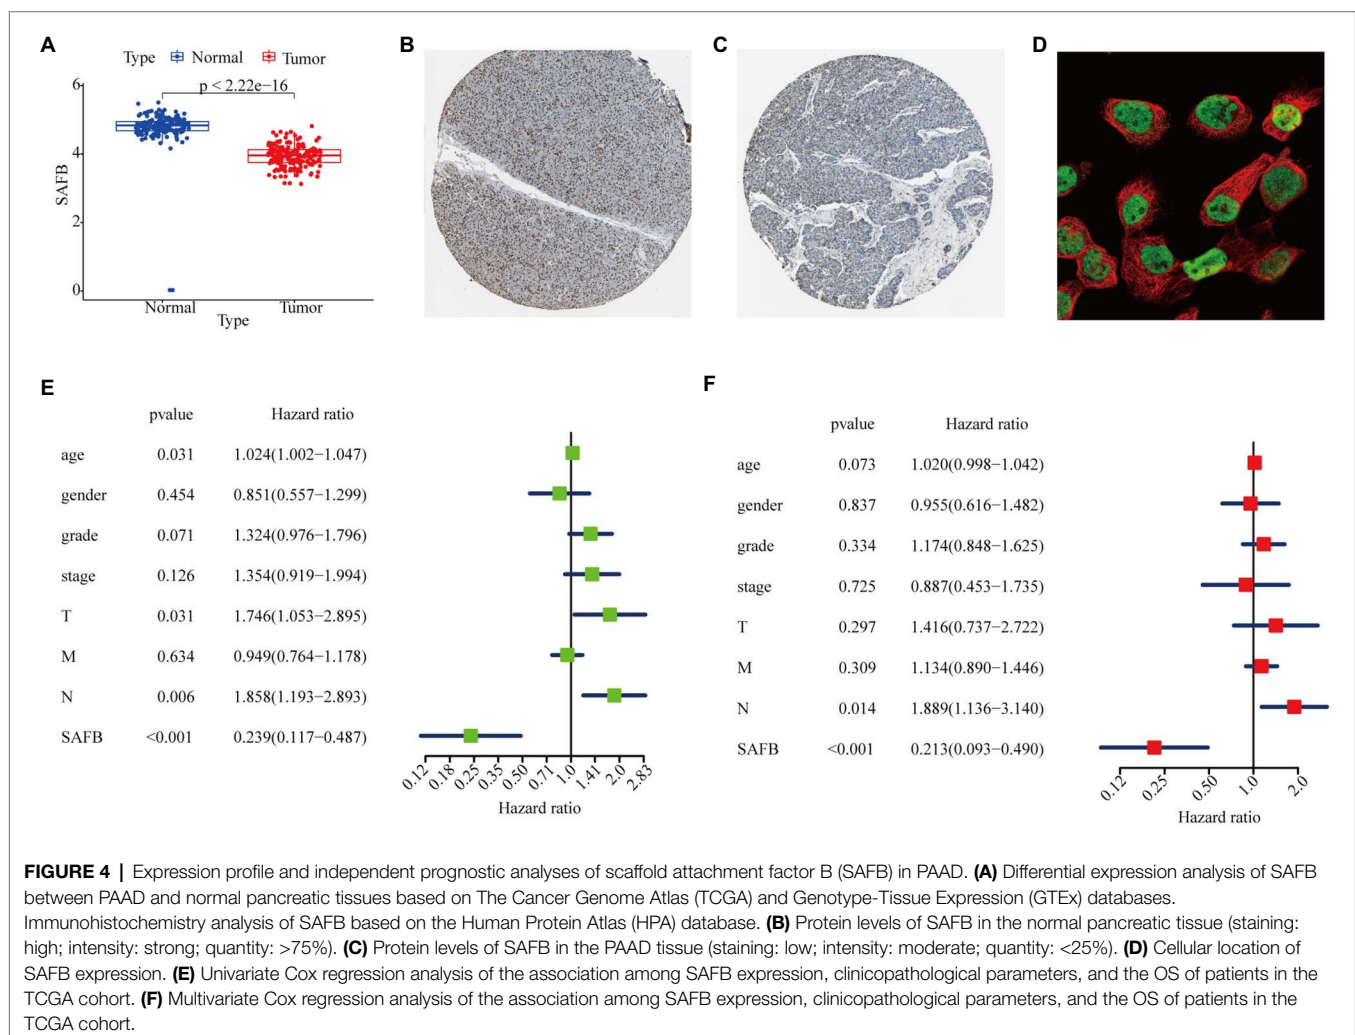 A
Type Normal Tumor
p < 2.22e−16
6
4
2
0
SAFB
Normal Tumor
Type
B
C
D
E
pvalue Hazard ratio
age 0.031 1.024(1.002−1.047)
gender 0.454 0.851(0.557−1.299)
grade 0.071 1.324(0.976−1.796)
stage 0.126 1.354(0.919−1.994)
T 0.031 1.746(1.053−2.895)
M 0.634 0.949(0.764−1.178)
N 0.006 1.858(1.193−2.893)
SAFB <0.001 0.239(0.117−0.487)
0.12 0.18 0.25 0.35 0.50 0.71 1.0 1.41 2.0 2.83
Hazard ratio
F
pvalue Hazard ratio
age 0.073 1.020(0.998−1.042)
gender 0.837 0.955(0.616−1.482)
grade 0.334 1.174(0.848−1.625)
stage 0.725 0.887(0.453−1.735)
T 0.297 1.416(0.737−2.722)
M 0.309 1.134(0.890−1.446)
N 0.014 1.889(1.136−3.140)
SAFB <0.001 0.213(0.093−0.490)
0.12 0.25 0.50 1.0 2.0
Hazard ratio
FIGURE 4 | Expression profile and independent prognostic analyses of scaffold attachment factor B (SAFB) in PAAD. (A) Differential expression analysis of SAFB
between PAAD and normal pancreatic tissues based on The Cancer Genome Atlas (TCGA) and Genotype-Tissue Expression (GTEx) databases.
Immunohistochemistry analysis of SAFB based on the Human Protein Atlas (HPA) database. (B) Protein levels of SAFB in the normal pancreatic tissue (staining:
high; intensity: strong; quantity: >75%). (C) Protein levels of SAFB in the PAAD tissue (staining: low; intensity: moderate; quantity: <25%). (D) Cellular location of
SAFB expression. (E) Univariate Cox regression analysis of the association among SAFB expression, clinicopathological parameters, and the OS of patients in the
TCGA cohort. (F) Multivariate Cox regression analysis of the association among SAFB expression, clinicopathological parameters, and the OS of patients in the
TCGA cohort.